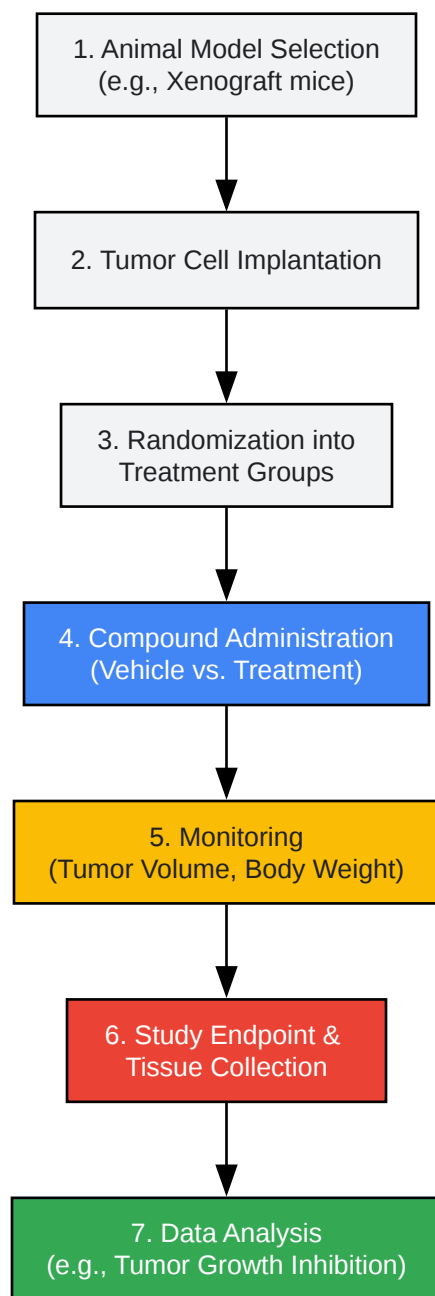 1. Animal Model Selection
(e.g., Xenograft mice)
2. Tumor Cell Implantation
3. Randomization into
Treatment Groups
4. Compound Administration
(Vehicle vs. Treatment)
5. Monitoring
(Tumor Volume, Body Weight)
6. Study Endpoint &
Tissue Collection
7. Data Analysis
(e.g., Tumor Growth Inhibition)